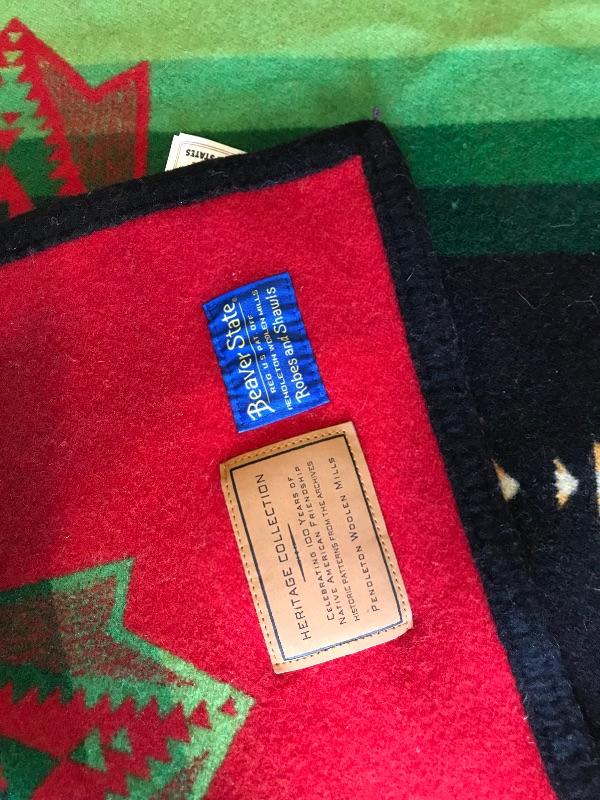 STATES
Beaver State®
REG U.S. PAT. OFF.
PENDLETON WOOLEN MILLS
Robes and Shawls
HERITAGE COLLECTION
100 YEARS OF
CELEBRATING FRIENDSHIP
NATIVE AMERICAN FROM THE ARCHIVES
HISTORIC PATTERNS
PENDLETON WOOLEN MILLS